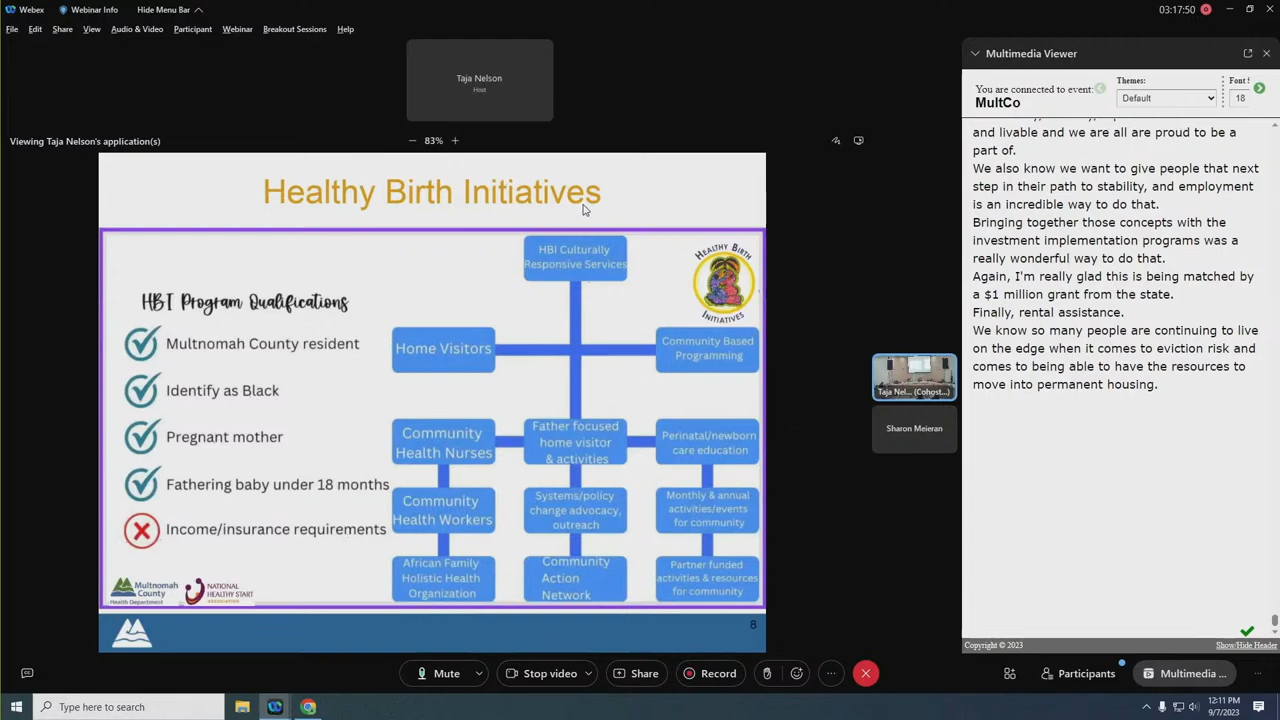 Webex
Webinar Info
Hide Menu Bar
03:17:50
File
Edit
Share
View
Audio & Video
Participant
Webinar
Breakout Sessions
Help
Taja Nelson
Host
Viewing Taja Nelson's application(s)
83%
Healthy Birth Initiatives
HBI Program Qualifications
Multnomah County resident
Identify as Black
Pregnant mother
Fathering baby under 18 months
Income/insurance requirements
HBI Culturally
Responsive Services
HEALTHY BIRTH
INITIATIVES
Home Visitors
Community Based
Programming
Community
Health Nurses
Father focused
home visitor
& activities
Perinatal/newborn
care education
Community
Health Workers
Systems/policy
change advocacy,
outreach
Monthly & annual
activities/events
for community
African Family
Holistic Health
Organization
Community
Action
Network
Partner funded
activities & resources
for community
Multnomah
County
Health Department
NATIONAL
HEALTHY START
ASSOCIATION
8
Taja Nel... (Cohost...)
Sharon Meieran
Multimedia Viewer
You are connected to event:
MultCo
Themes:
Default
Font S
18
and livable and we are all are proud to be a
part of.
We also know we want to give people that next
step in their path to stability, and employment
is an incredible way to do that.
Bringing together those concepts with the
investment implementation programs was a
really wonderful way to do that.
Again, I'm really glad this is being matched by
a $1 million grant from the state.
Finally, rental assistance.
We know so many people are continuing to live
on the edge when it comes to eviction risk and
comes to being able to have the resources to
move into permanent housing.
Copyright © 2023
Show/Hide Header
Mute
Stop video
Share
Record
Participants
Multimedia ...
Type here to search
12:11 PM
9/7/2023